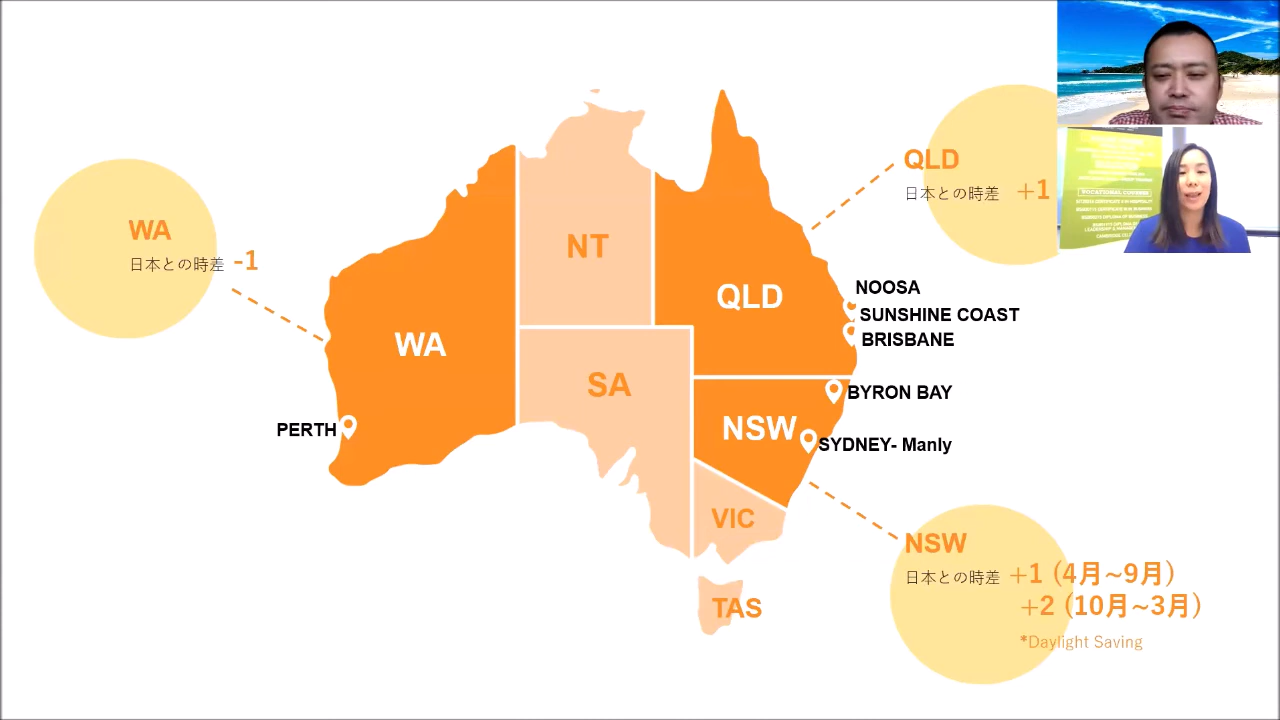 WA
日本との時差 -1
QLD
日本との時差 +1
NT
QLD
WA
SA
NSW
VIC
TAS
NOOSA
SUNSHINE COAST
BRISBANE
BYRON BAY
SYDNEY- Manly
PERTH
NSW
日本との時差 +1 (4月~9月)
+2 (10月~3月)
*Daylight Saving
VOCATIONAL COURSES